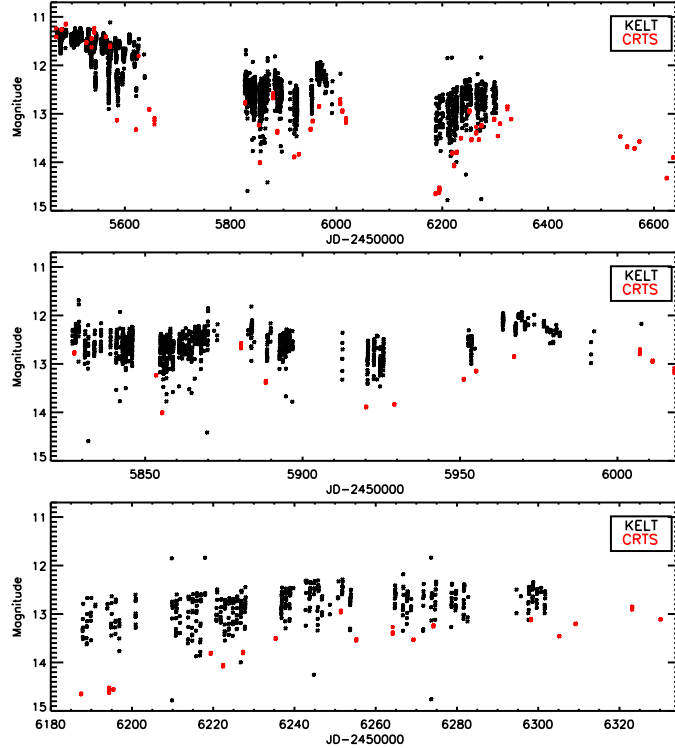 11
12
13
14
15
Magnitude
KELT
CRTS
5600 5800 6000 6200 6400 6600
JD-2450000
11
12
13
14
15
Magnitude
KELT
CRTS
5850 5900 5950 6000
JD-2450000
11
12
13
14
15
Magnitude
KELT
CRTS
6180 6200 6220 6240 6260 6280 6300 6320
JD-2450000